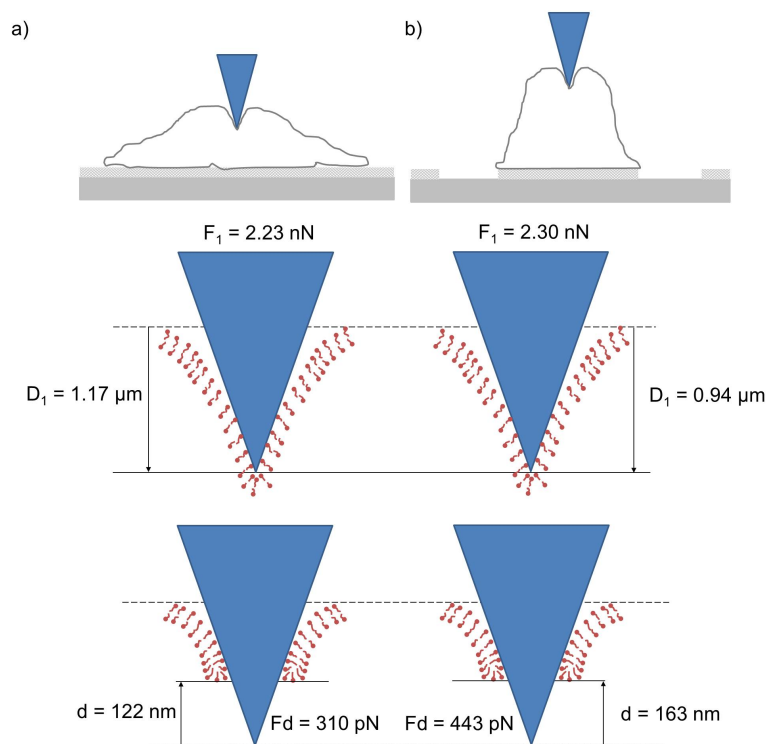 a)
b)
F₁ = 2.23 nN
F₁ = 2.30 nN
D₁ = 1.17 µm
D₁ = 0.94 µm
d = 122 nm
Fd = 310 pN
Fd = 443 pN
d = 163 nm